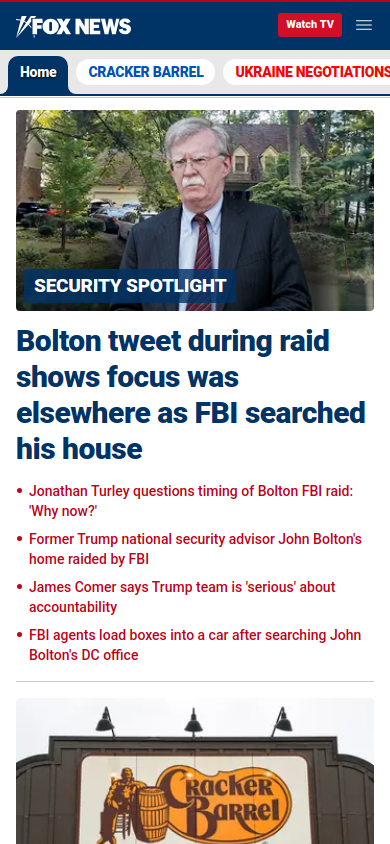 FOX NEWS
Watch TV
Home
CRACKER BARREL
UKRAINE NEGOTIATIONS
SECURITY SPOTLIGHT
Bolton tweet during raid
shows focus was
elsewhere as FBI searched
his house
• Jonathan Turley questions timing of Bolton FBI raid:
'Why now?'
• Former Trump national security advisor John Bolton's
home raided by FBI
• James Comer says Trump team is 'serious' about
accountability
• FBI agents load boxes into a car after searching John
Bolton's DC office
Cracker
Barrel